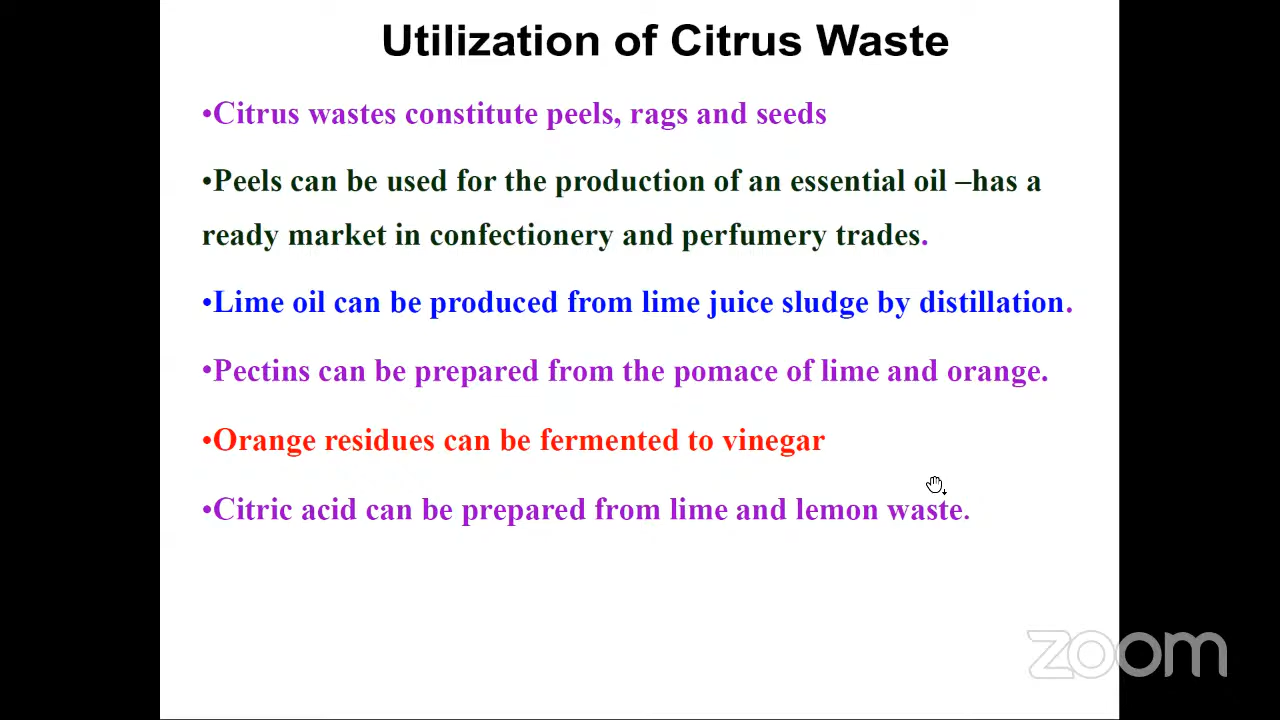 Utilization of Citrus Waste
•Citrus wastes constitute peels, rags and seeds
•Peels can be used for the production of an essential oil –has a
ready market in confectionery and perfumery trades.
•Lime oil can be produced from lime juice sludge by distillation.
•Pectins can be prepared from the pomace of lime and orange.
•Orange residues can be fermented to vinegar
•Citric acid can be prepared from lime and lemon waste.
zoom